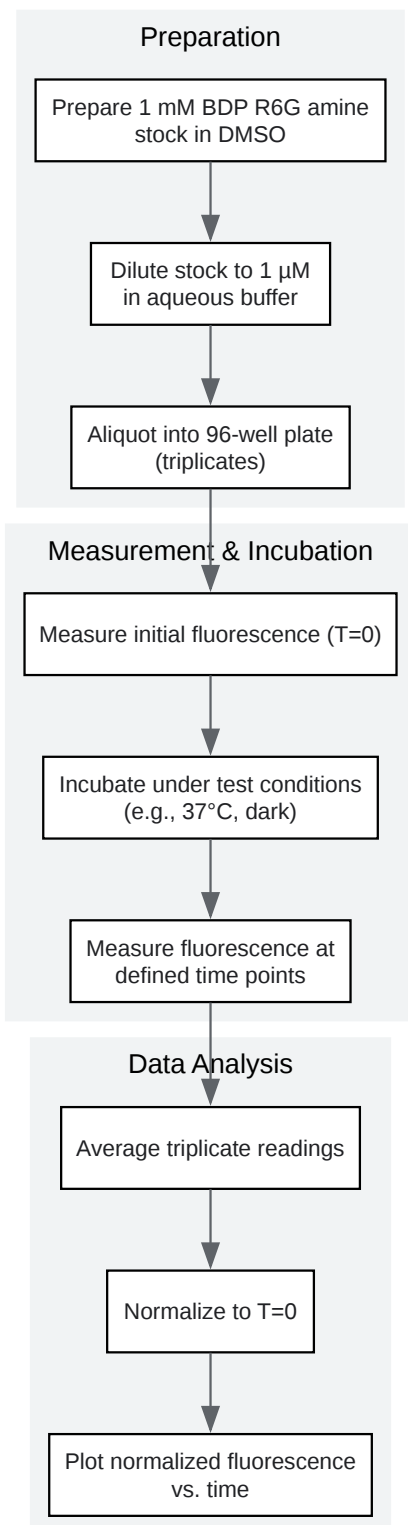 Preparation
Prepare 1 mM BDP R6G amine
stock in DMSO
Dilute stock to 1 µM
in aqueous buffer
Aliquot into 96-well plate
(triplicates)
Measurement & Incubation
Measure initial fluorescence (T=0)
Incubate under test conditions
(e.g., 37°C, dark)
Measure fluorescence at
defined time points
Data Analysis
Average triplicate readings
Normalize to T=0
Plot normalized fluorescence
vs. time